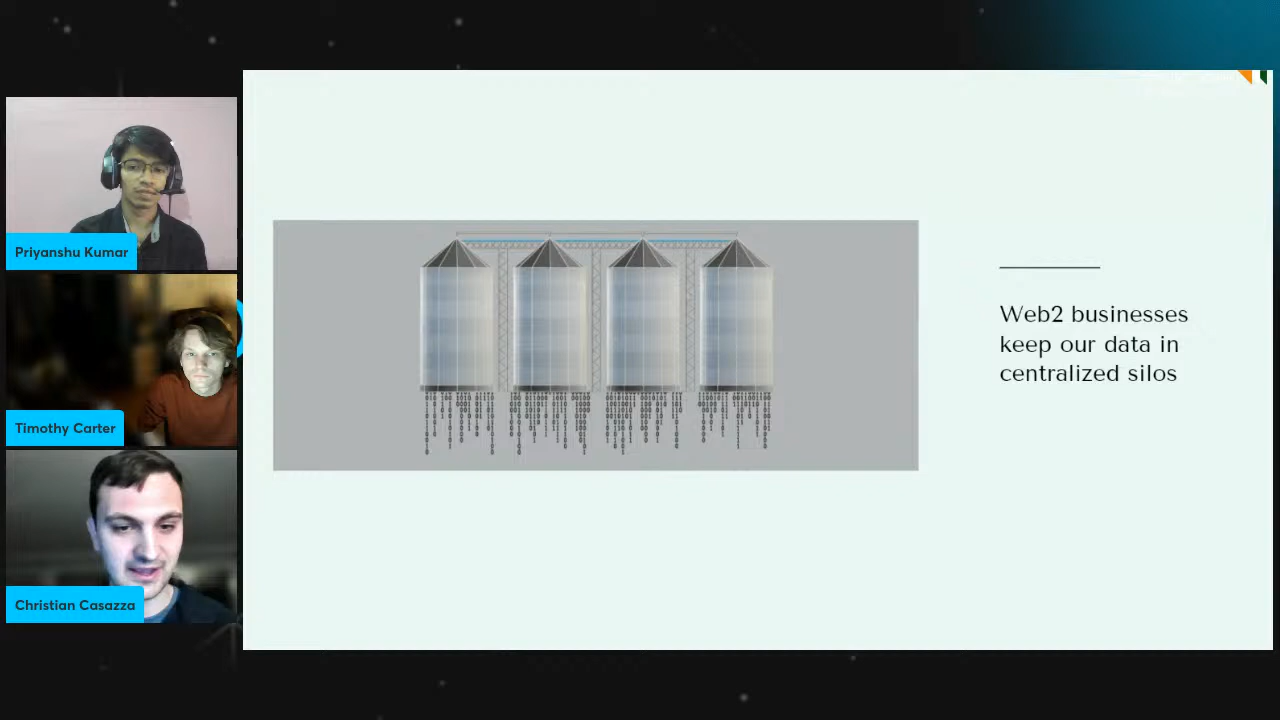 Priyanshu Kumar
Timothy Carter
Christian Casazza
Web2 businesses
keep our data in
centralized silos